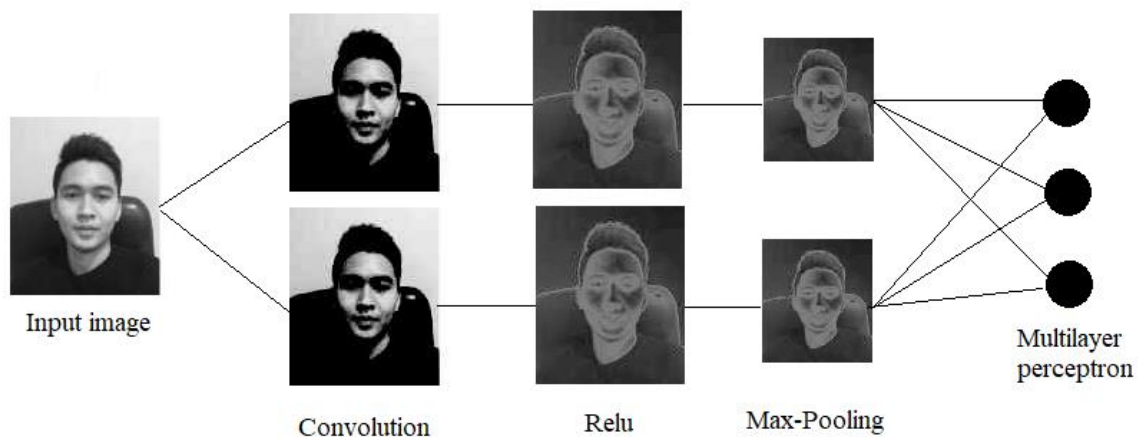 Input image
Convolution
Relu
Max-Pooling
Multilayer
perceptron